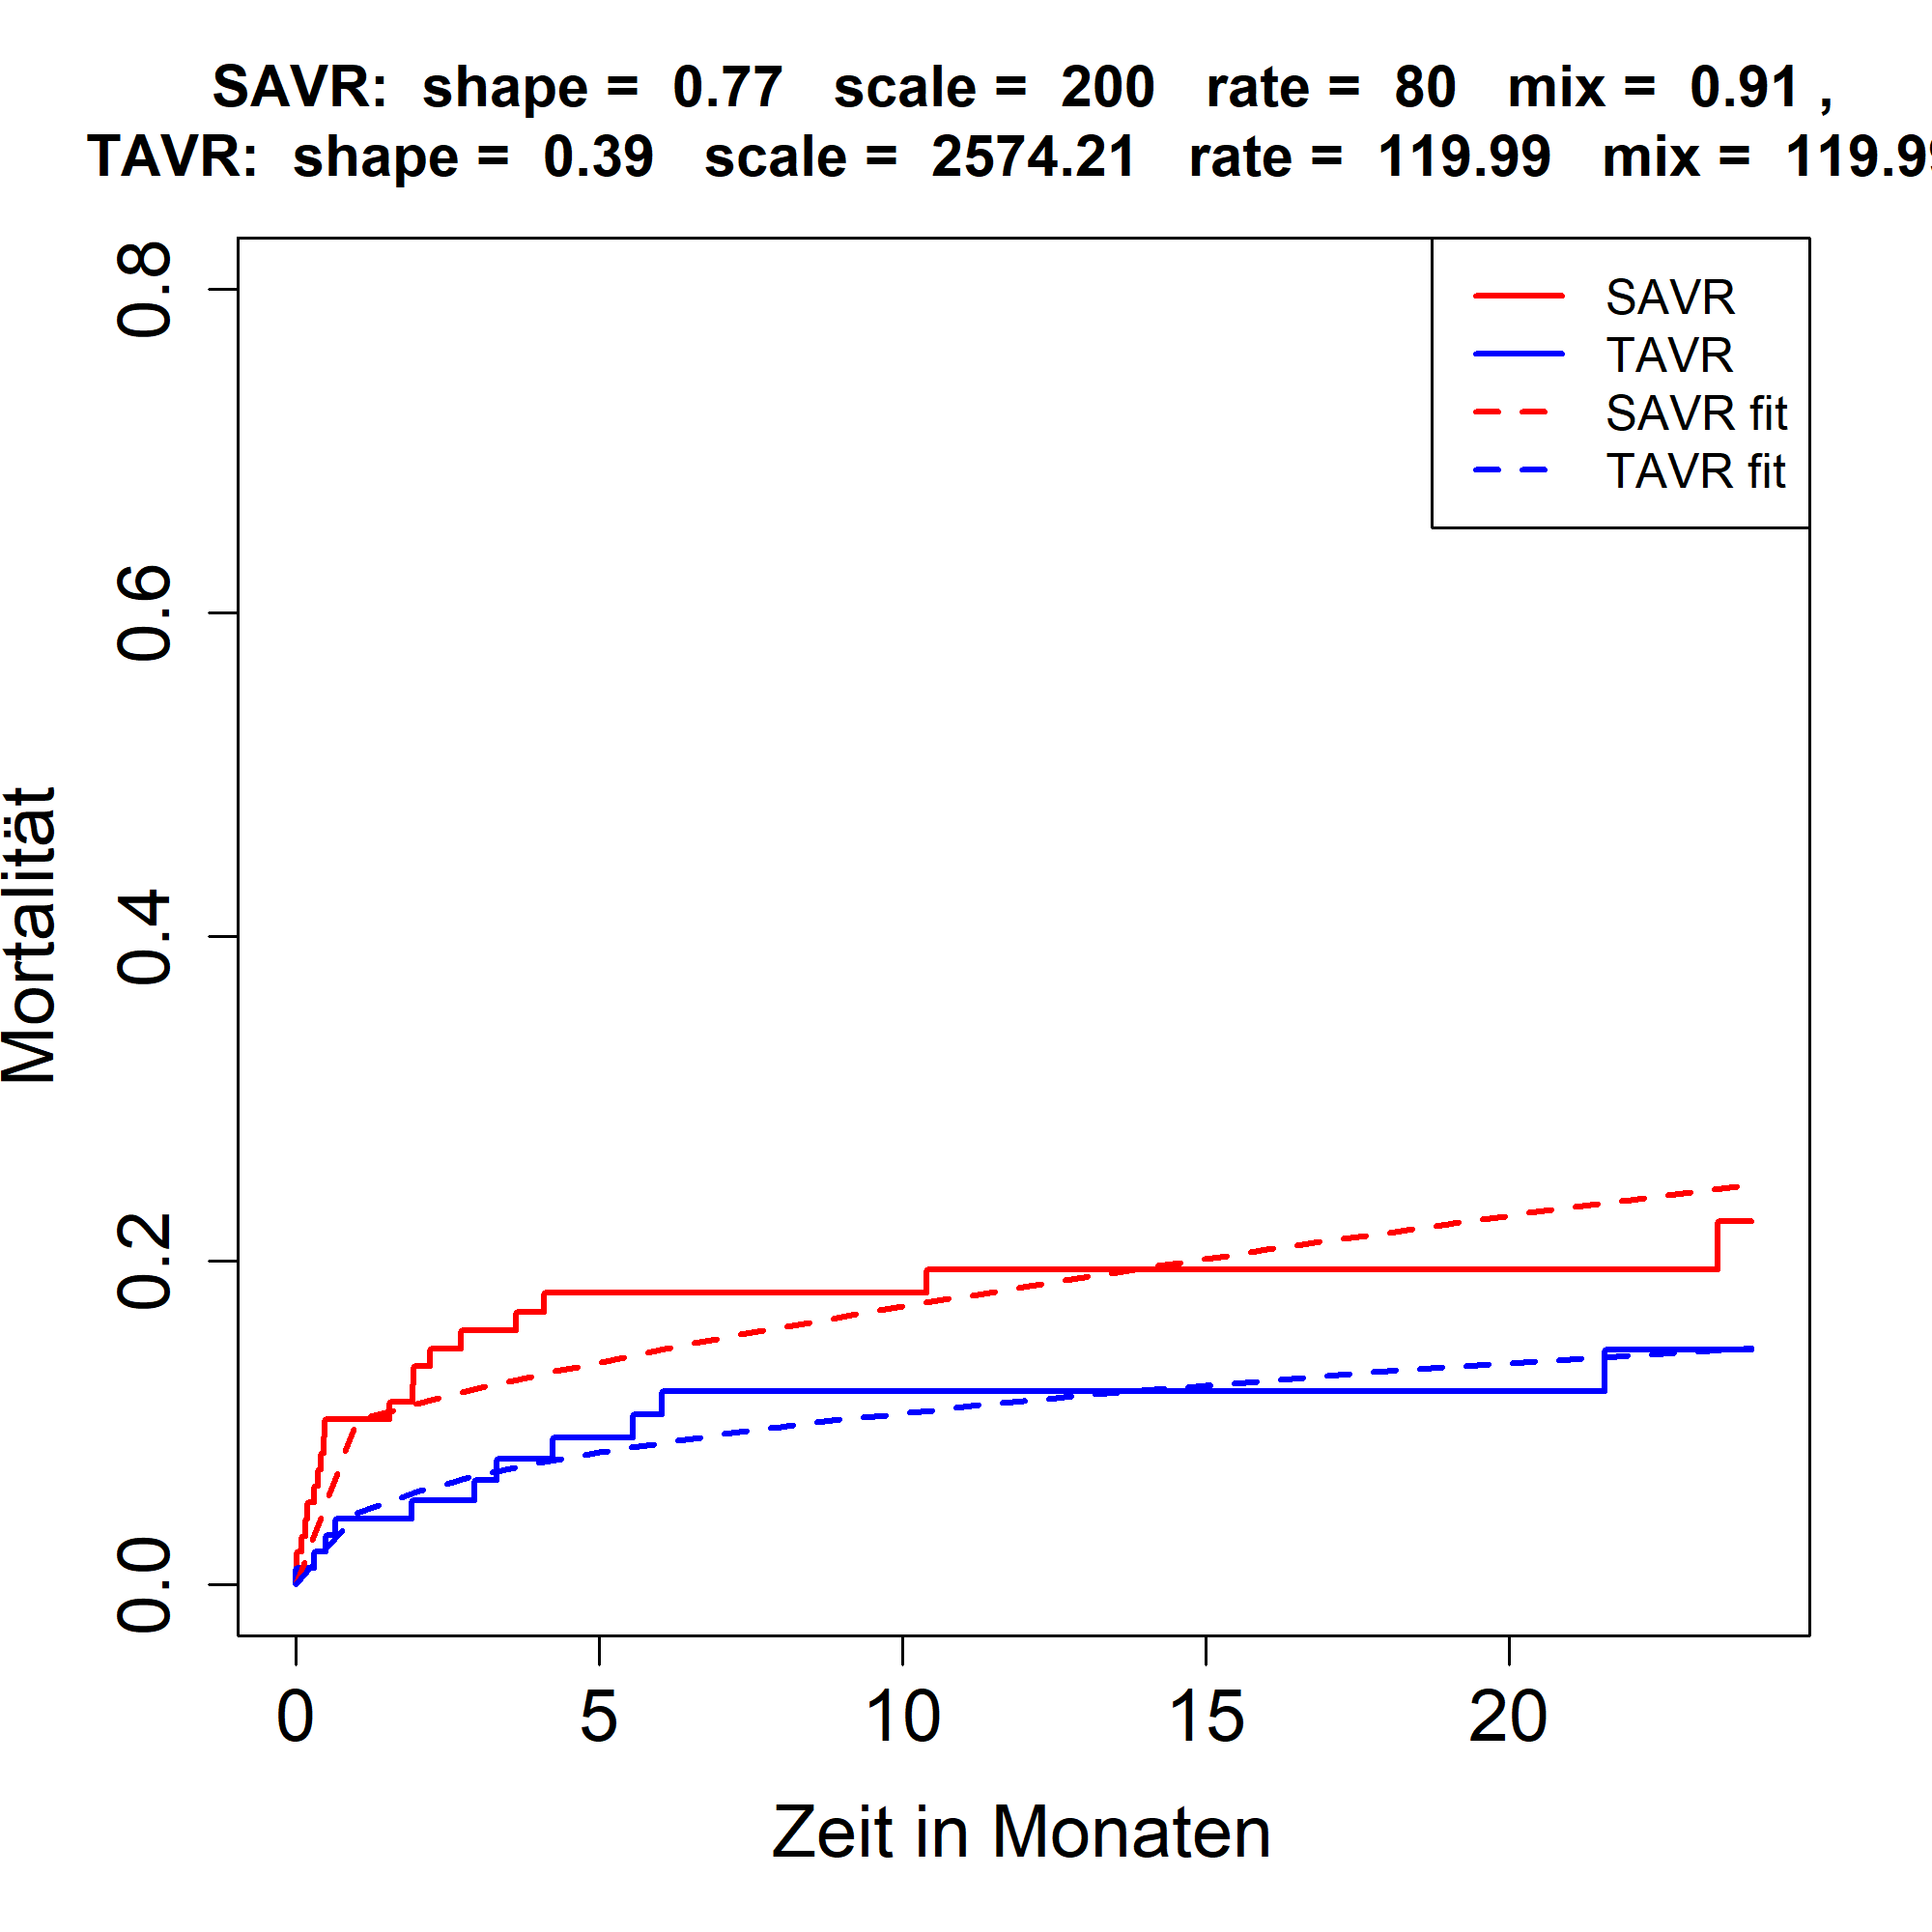 SAVR: shape = 0.77 scale = 200 rate = 80 mix = 0.91 ,
TAVR: shape = 0.39 scale = 2574.21 rate = 119.99 mix = 119.99
SAVR
TAVR
SAVR fit
TAVR fit
Mortalität
0.8
0.6
0.4
0.2
0.0
0 5 10 15 20
Zeit in Monaten